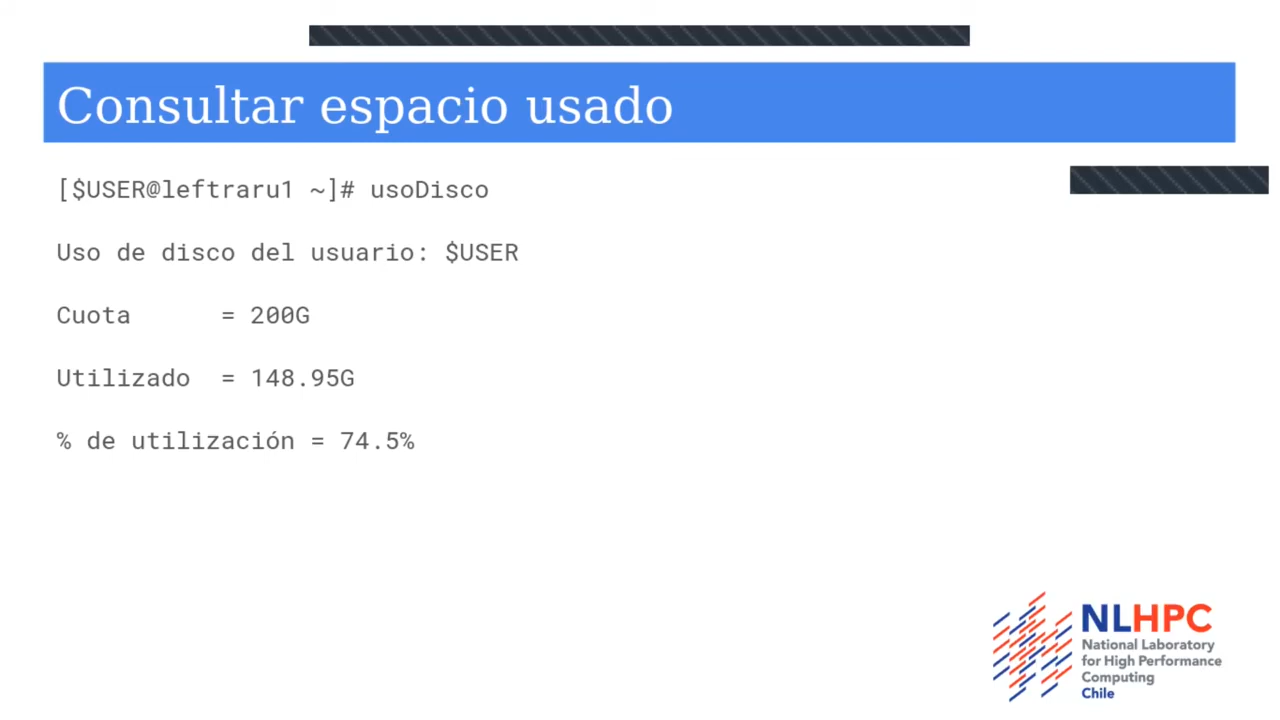 Consultar espacio usado
[$USER@leftraru1 ~]# usoDisco
Uso de disco del usuario: $USER
Cuota      = 200G
Utilizado  = 148.95G
% de utilización = 74.5%
NLHPC
National Laboratory
for High Performance
Computing
Chile